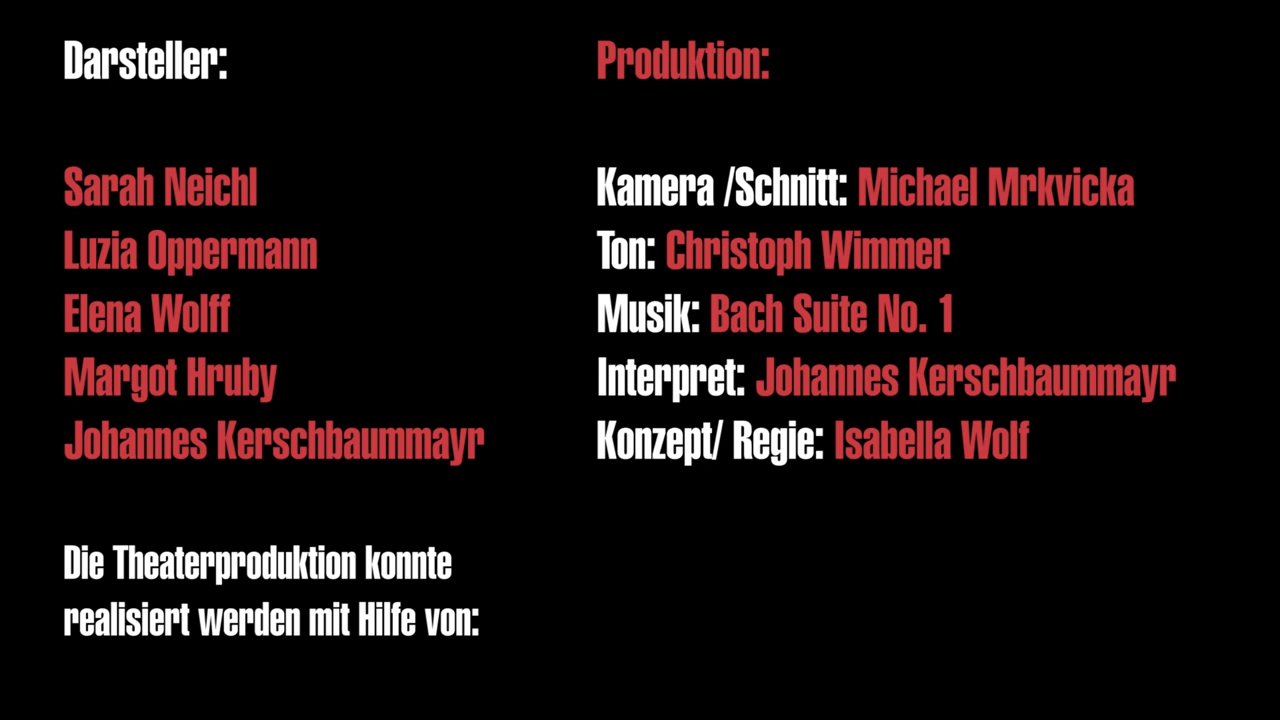 Darsteller:
Sarah Neichl
Luzia Oppermann
Elena Wolff
Margot Hruby
Johannes Kerschbaummayr
Die Theaterproduktion konnte
realisiert werden mit Hilfe von:
Produktion:
Kamera /Schnitt: Michael Mrkvicka
Ton: Christoph Wimmer
Musik: Bach Suite No. 1
Interpret: Johannes Kerschbaummayr
Konzept/ Regie: Isabella Wolf